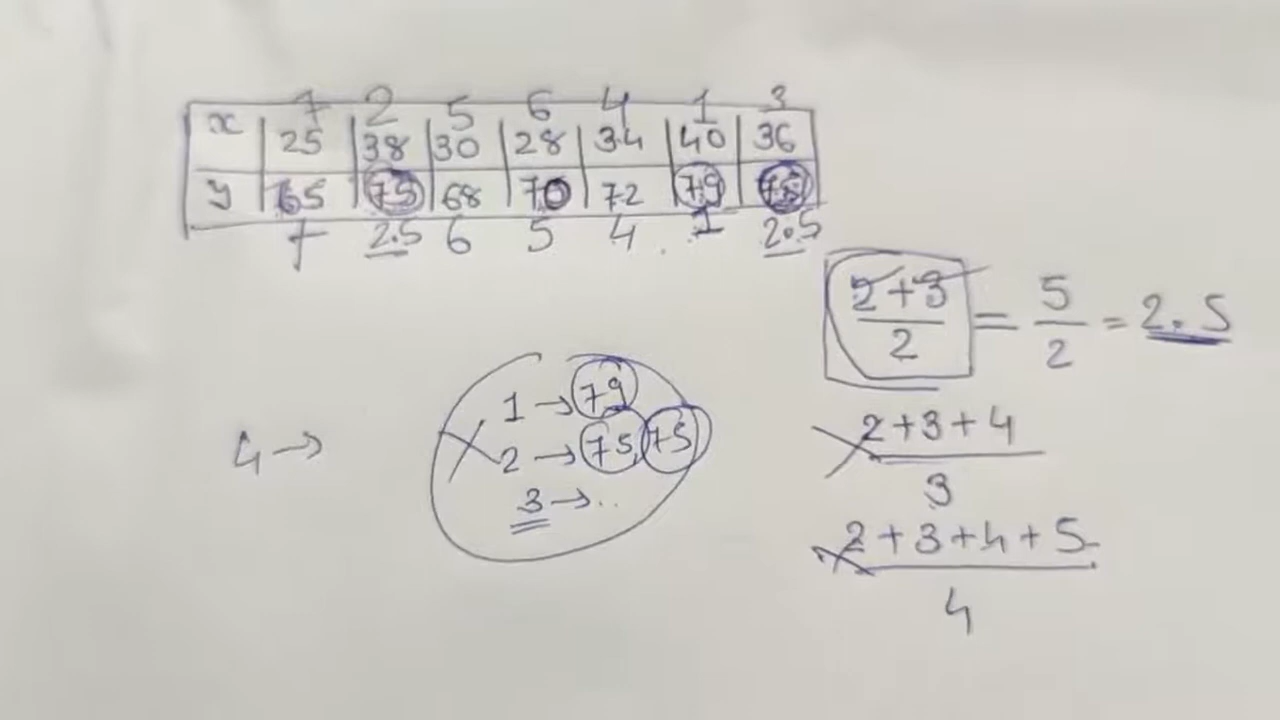 7 2 5 6 4 1 3
x 25 38 30 28 34 40 36
y 65 75 68 70 72 79 75
7 2.5 6 5 4 1 2.5
2+3/2 = 5/2 = 2.5
1→79
2→75, 75
3→..
4→
2+3+4/3
2+3+4+5/4